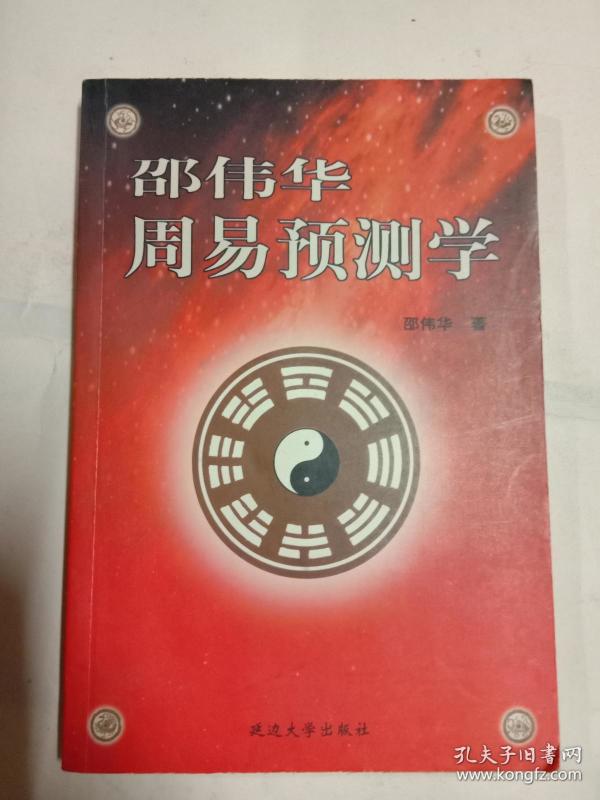 邵伟华
周易预测学
邵伟华 著
延边大学出版社
孔夫子旧书网
www.kongfz.com